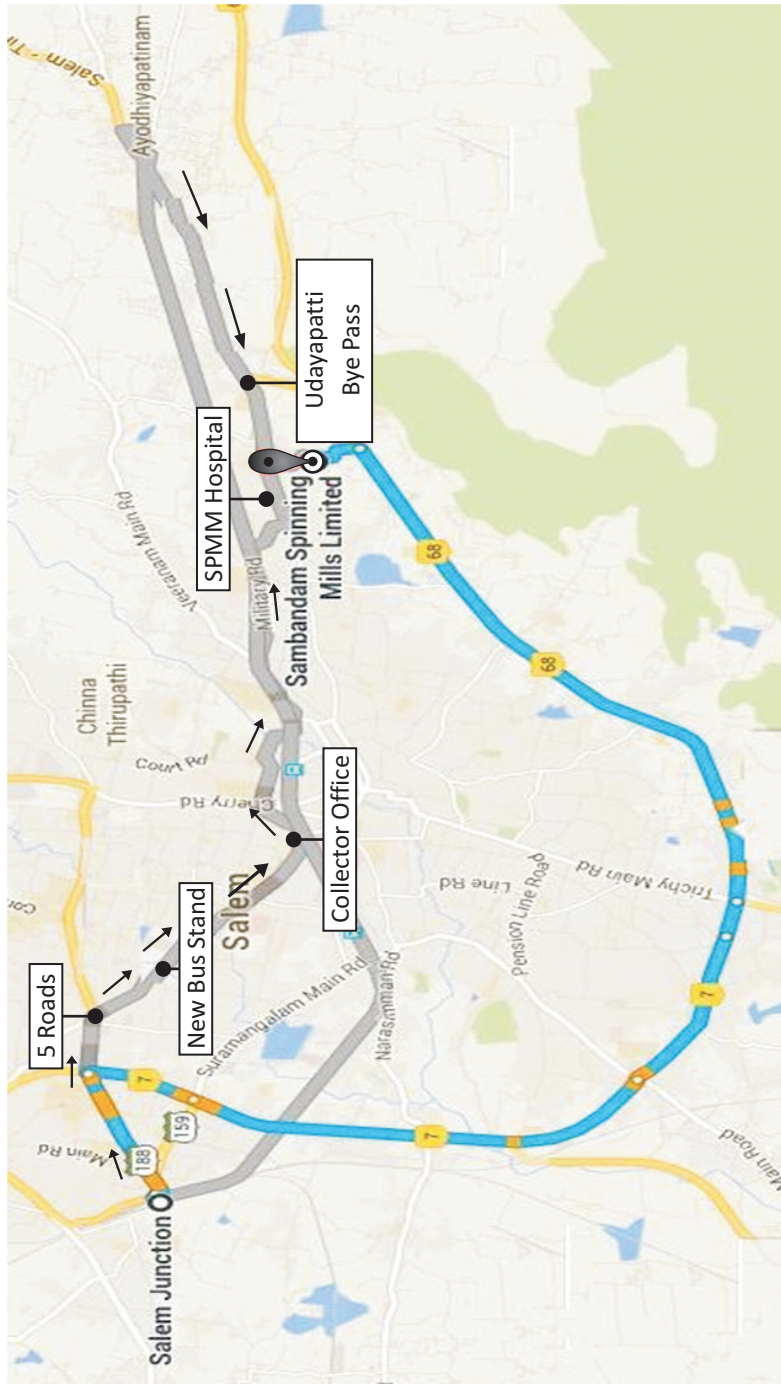 Salem
Ayodhiyapatinam
Udayapatti
Bye Pass
SPMM Hospital
Sambandam Spinning
Mills Limited
Veeranam Main Rd
Military Rd
68
68
Chinna
Thirupathi
Court Rd
Cherry Rd
Collector Office
Salem
New Bus Stand
5 Roads
Line Rd
Trichy Main Rd
Pension Line Road
Suramangalam Main Rd
Narasimman Rd
7
7
7
159
188
Main Rd
Main Road
Salem Junction